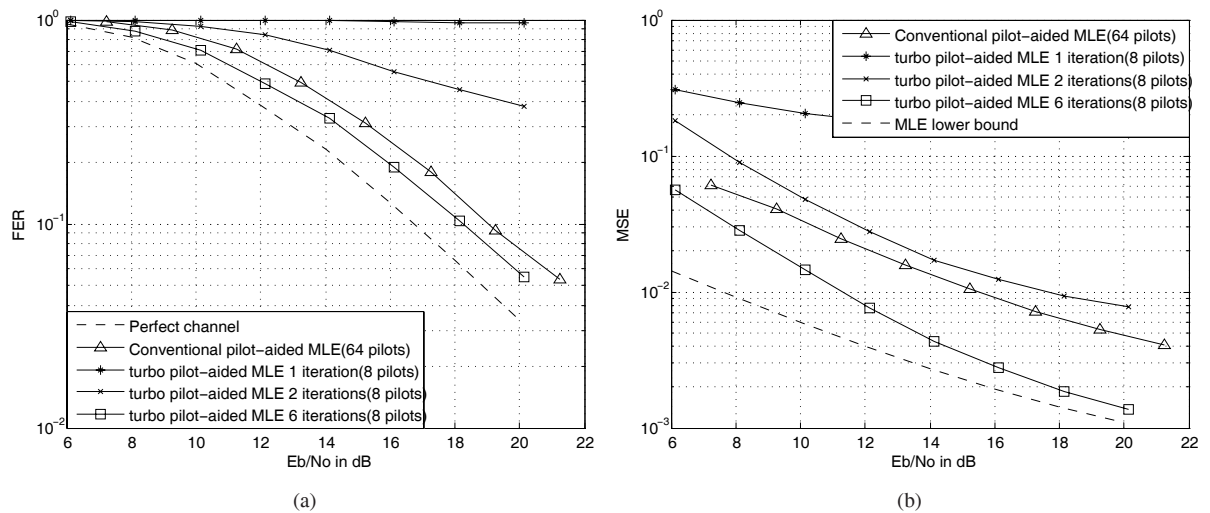 10^0
10^-1
10^-2
FER
Perfect channel
Conventional pilot-aided MLE(64 pilots)
turbo pilot-aided MLE 1 iteration(8 pilots)
turbo pilot-aided MLE 2 iterations(8 pilots)
turbo pilot-aided MLE 6 iterations(8 pilots)
6 8 10 12 14 16 18 20 22
Eb/No in dB
(a)
10^0
10^-1
10^-2
10^-3
MSE
Conventional pilot-aided MLE(64 pilots)
turbo pilot-aided MLE 1 iteration(8 pilots)
turbo pilot-aided MLE 2 iterations(8 pilots)
turbo pilot-aided MLE 6 iterations(8 pilots)
MLE lower bound
6 8 10 12 14 16 18 20 22
Eb/No in dB
(b)